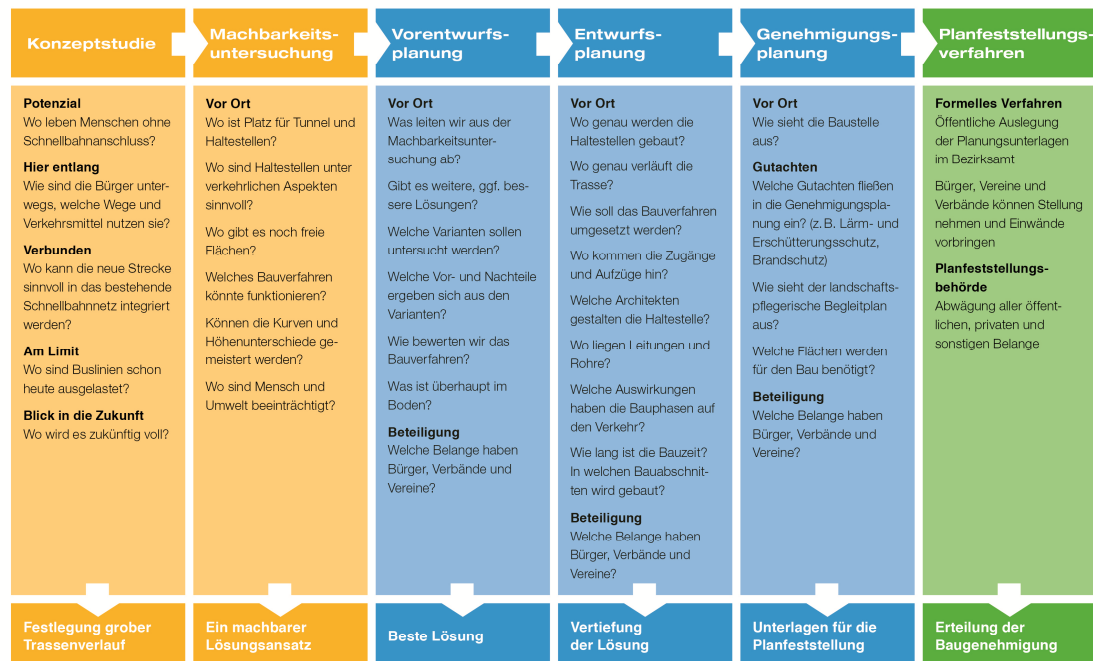 Konzeptstudie
Potenzial
Wo leben Menschen ohne
Schnellbahnanschluss?
Hier entlang
Wie sind die Bürger unter-
wegs, welche Wege und
Verkehrsmittel nutzen sie?
Verbunden
Wo kann die neue Strecke
sinnvoll in das bestehende
Schnellbahnnetz integriert
werden?
Am Limit
Wo sind Buslinien schon
heute ausgelastet?
Blick in die Zukunft
Wo wird es zukünftig voll?
Festlegung grober
Trassenverlauf
Machbarkeits-
untersuchung
Vor Ort
Wo ist Platz für Tunnel und
Haltestellen?
Wo sind Haltestellen unter
verkehrlichen Aspekten
sinnvoll?
Wo gibt es noch freie
Flächen?
Welches Bauverfahren
könnte funktionieren?
Können die Kurven und
Höhenunterschiede ge-
meistert werden?
Wo sind Mensch und
Umwelt beeinträchtigt?
Ein machbarer
Lösungsansatz
Vorentwurfs-
planung
Vor Ort
Was leiten wir aus der
Machbarkeitsunter-
suchung ab?
Gibt es weitere, ggf. bes-
sere Lösungen?
Welche Varianten sollen
untersucht werden?
Welche Vor- und Nachteile
ergeben sich aus den
Varianten?
Wie bewerten wir das
Bauverfahren?
Was ist überhaupt im
Boden?
Beteiligung
Welche Belange haben
Bürger, Verbände und
Vereine?
Beste Lösung
Entwurfs-
planung
Vor Ort
Wo genau werden die
Haltestellen gebaut?
Wo genau verläuft die
Trasse?
Wie soll das Bauverfahren
umgesetzt werden?
Wo kommen die Zugänge
und Aufzüge hin?
Welche Architekten
gestalten die Haltestelle?
Wo liegen Leitungen und
Rohre?
Welche Auswirkungen
haben die Bauphasen auf
den Verkehr?
Wie lang ist die Bauzeit?
In welchen Bauabschnit-
ten wird gebaut?
Beteiligung
Welche Belange haben
Bürger, Verbände und
Vereine?
Vertiefung
der Lösung
Genehmigungs-
planung
Vor Ort
Wie sieht die Baustelle
aus?
Gutachten
Welche Gutachten fließen
in die Genehmigungspla-
nung ein? (z. B. Lärm- und
Erschütterungsschutz,
Brandschutz)
Wie sieht der landschafts-
pflegerische Begleitplan
aus?
Welche Flächen werden
für den Bau benötigt?
Beteiligung
Welche Belange haben
Bürger, Verbände und
Vereine?
Unterlagen für die
Planfeststellung
Planfeststellungs-
verfahren
Formelles Verfahren
Öffentliche Auslegung
der Planungsunterlagen
im Bezirksamt
Bürger, Vereine und
Verbände können Stellung
nehmen und Einwände
vorbringen
Planfeststellungs-
behörde
Abwägung aller öffent-
lichen, privaten und
sonstigen Belange
Erteilung der
Baugenehmigung